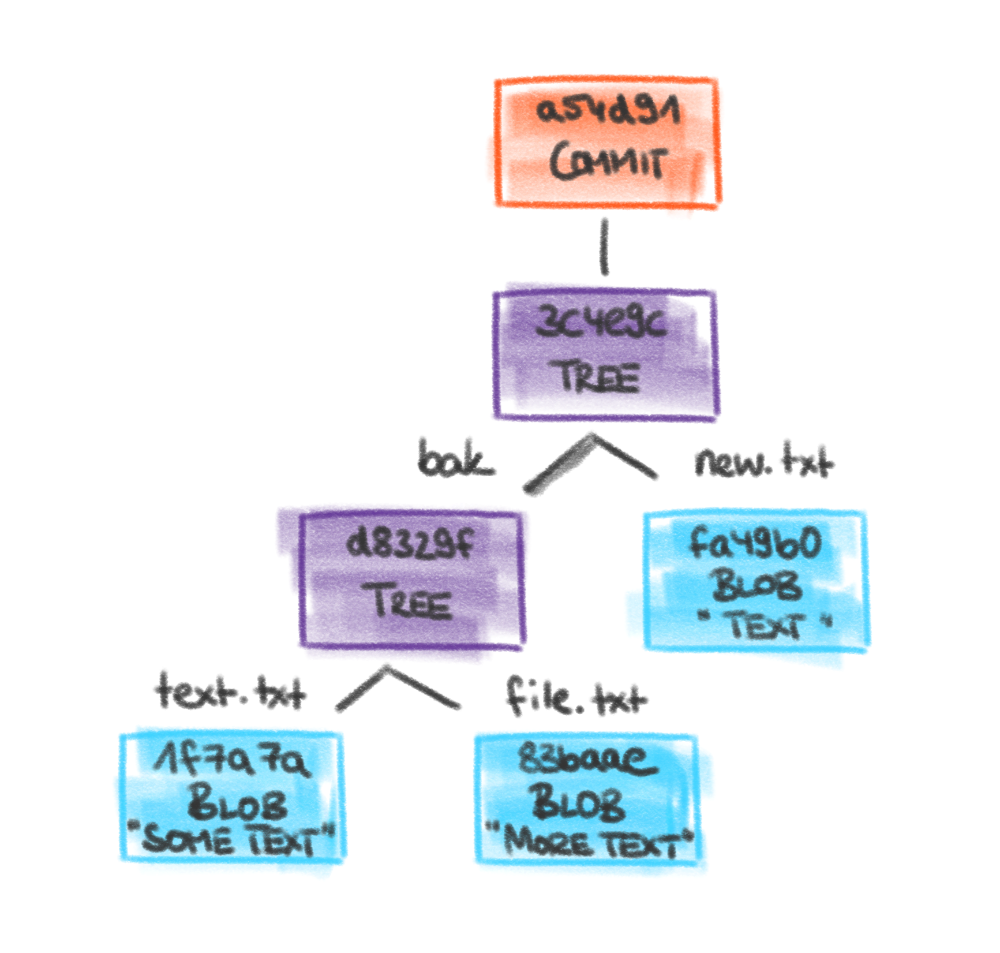 a54d91
COMMIT
3c4e9c
TREE
bak
new.txt
d8329f
TREE
fa49b0
BLOB
"TEXT"
text.txt
file.txt
1f7a7a
BLOB
"SOME TEXT"
83baae
BLOB
"MORE TEXT"